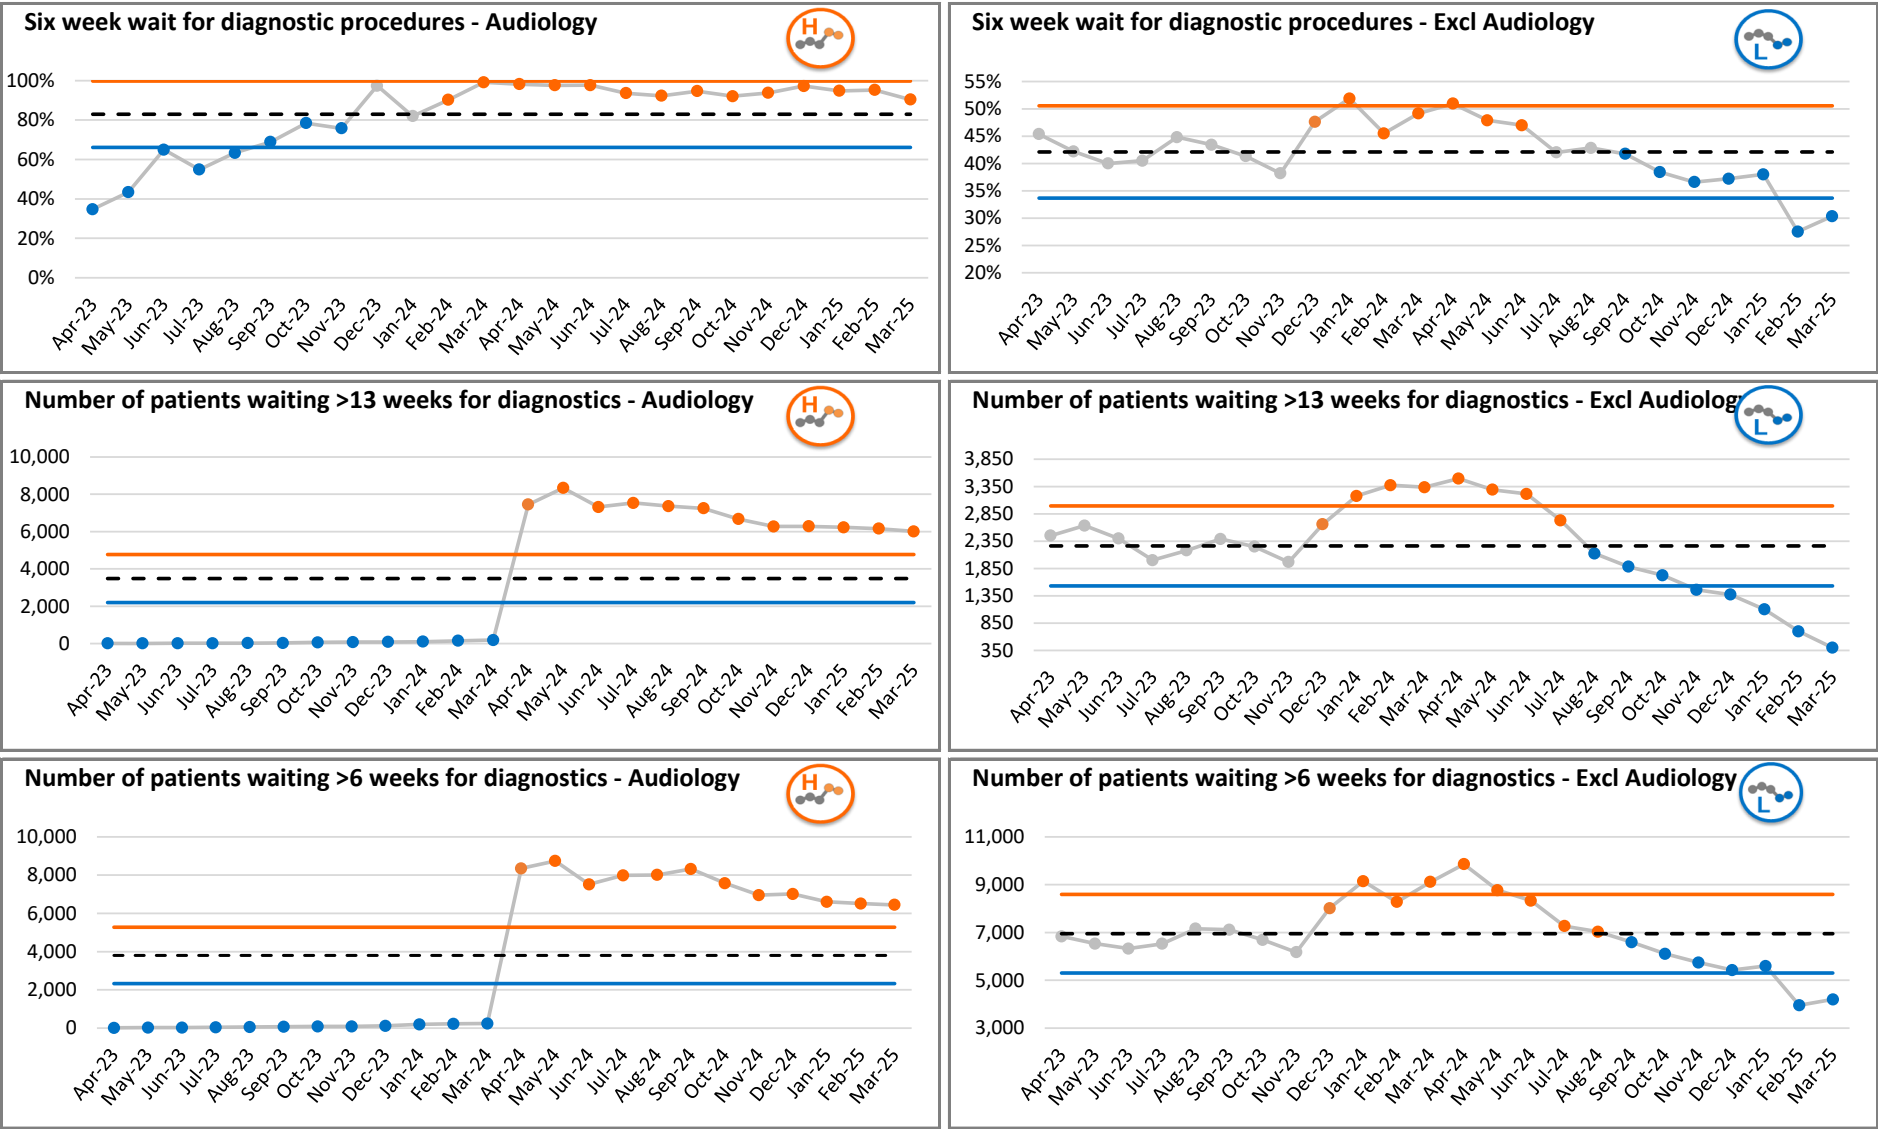 Six week wait for diagnostic procedures - Audiology
H
100%
80%
60%
40%
20%
0%
Apr-23 May-23 Jun-23 Jul-23 Aug-23 Sep-23 Oct-23 Nov-23 Dec-23 Jan-24 Feb-24 Mar-24 Apr-24 May-24 Jun-24 Jul-24 Aug-24 Sep-24 Oct-24 Nov-24 Dec-24 Jan-25 Feb-25 Mar-25
Six week wait for diagnostic procedures - Excl Audiology
L
55%
50%
45%
40%
35%
30%
25%
20%
Apr-23 May-23 Jun-23 Jul-23 Aug-23 Sep-23 Oct-23 Nov-23 Dec-23 Jan-24 Feb-24 Mar-24 Apr-24 May-24 Jun-24 Jul-24 Aug-24 Sep-24 Oct-24 Nov-24 Dec-24 Jan-25 Feb-25 Mar-25
Number of patients waiting >13 weeks for diagnostics - Audiology
H
10,000
8,000
6,000
4,000
2,000
0
Apr-23 May-23 Jun-23 Jul-23 Aug-23 Sep-23 Oct-23 Nov-23 Dec-23 Jan-24 Feb-24 Mar-24 Apr-24 May-24 Jun-24 Jul-24 Aug-24 Sep-24 Oct-24 Nov-24 Dec-24 Jan-25 Feb-25 Mar-25
Number of patients waiting >13 weeks for diagnostics - Excl Audiology
L
3,850
3,350
2,850
2,350
1,850
1,350
850
350
Apr-23 May-23 Jun-23 Jul-23 Aug-23 Sep-23 Oct-23 Nov-23 Dec-23 Jan-24 Feb-24 Mar-24 Apr-24 May-24 Jun-24 Jul-24 Aug-24 Sep-24 Oct-24 Nov-24 Dec-24 Jan-25 Feb-25 Mar-25
Number of patients waiting >6 weeks for diagnostics - Audiology
H
10,000
8,000
6,000
4,000
2,000
0
Apr-23 May-23 Jun-23 Jul-23 Aug-23 Sep-23 Oct-23 Nov-23 Dec-23 Jan-24 Feb-24 Mar-24 Apr-24 May-24 Jun-24 Jul-24 Aug-24 Sep-24 Oct-24 Nov-24 Dec-24 Jan-25 Feb-25 Mar-25
Number of patients waiting >6 weeks for diagnostics - Excl Audiology
L
11,000
9,000
7,000
5,000
3,000
Apr-23 May-23 Jun-23 Jul-23 Aug-23 Sep-23 Oct-23 Nov-23 Dec-23 Jan-24 Feb-24 Mar-24 Apr-24 May-24 Jun-24 Jul-24 Aug-24 Sep-24 Oct-24 Nov-24 Dec-24 Jan-25 Feb-25 Mar-25